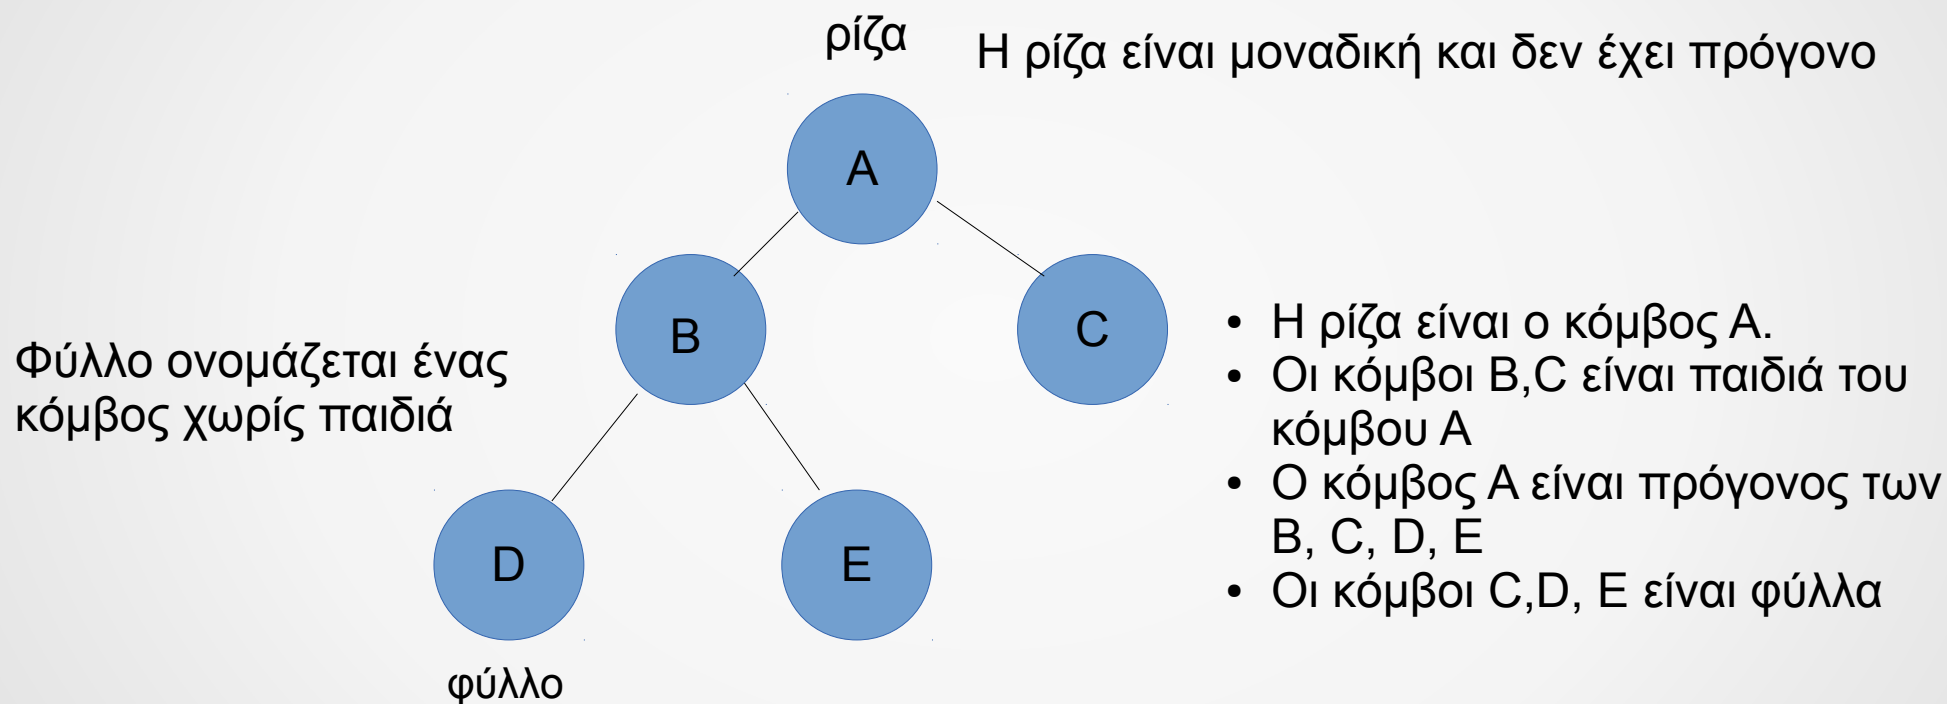 ρίζα
Η ρίζα είναι μοναδική και δεν έχει πρόγονο
A
B
C
Φύλλο ονομάζεται ένας
κόμβος χωρίς παιδιά
• Η ρίζα είναι ο κόμβος Α.
• Οι κόμβοι B,C είναι παιδιά του
κόμβου Α
• Ο κόμβος Α είναι πρόγονος των
B, C, D, E
• Οι κόμβοι C,D, E είναι φύλλα
D
E
φύλλο